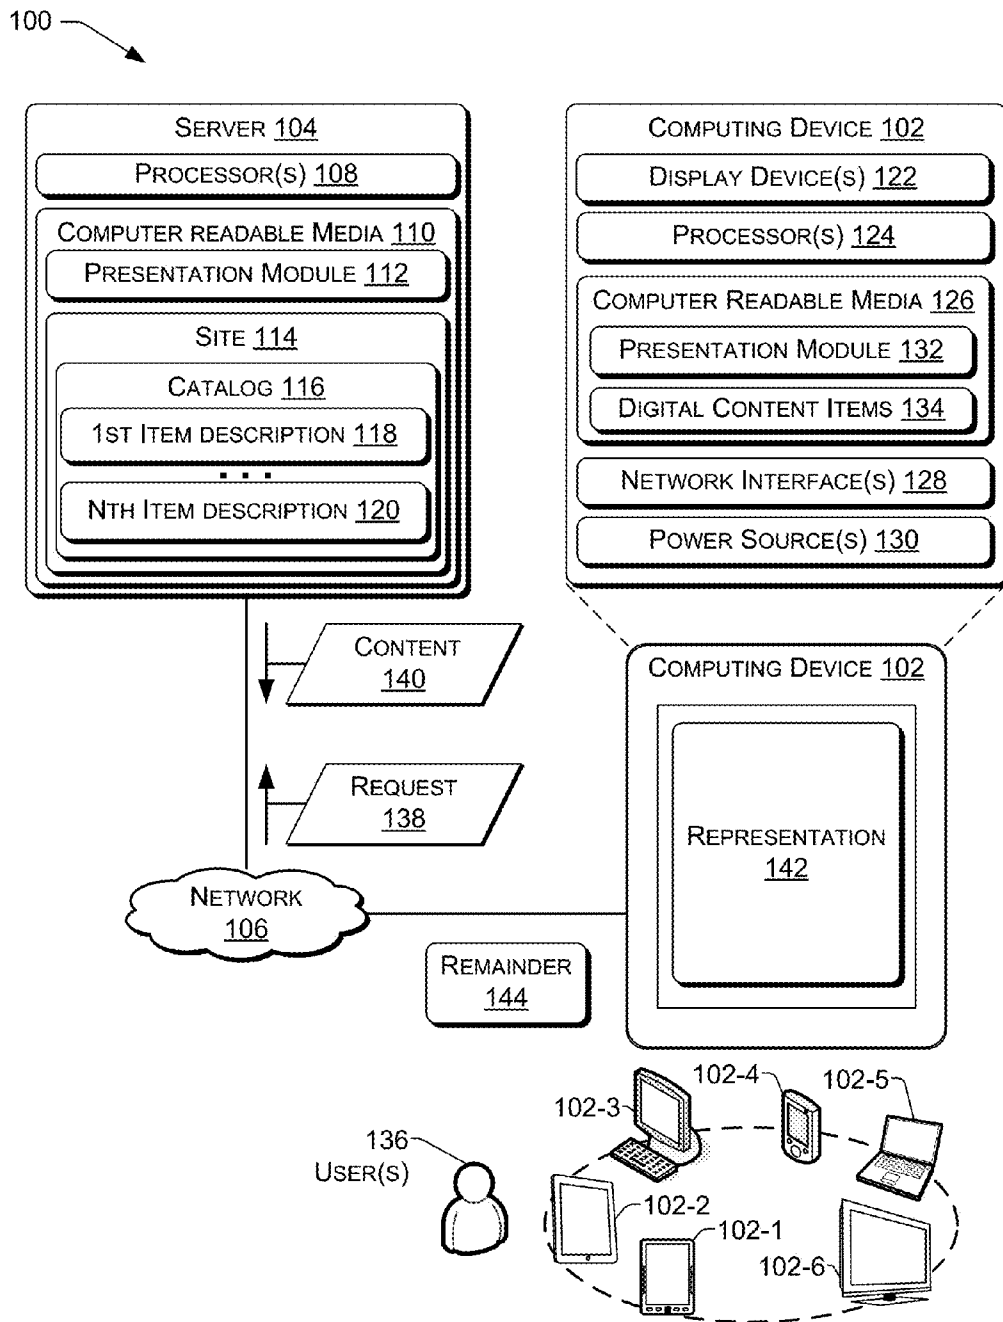 100
SERVER 104
PROCESSOR(S) 108
COMPUTER READABLE MEDIA 110
PRESENTATION MODULE 112
SITE 114
CATALOG 116
1ST ITEM DESCRIPTION 118
. . .
NTH ITEM DESCRIPTION 120
COMPUTING DEVICE 102
DISPLAY DEVICE(S) 122
PROCESSOR(S) 124
COMPUTER READABLE MEDIA 126
PRESENTATION MODULE 132
DIGITAL CONTENT ITEMS 134
NETWORK INTERFACE(S) 128
POWER SOURCE(S) 130
CONTENT
140
REQUEST
138
NETWORK
106
COMPUTING DEVICE 102
REPRESENTATION
142
REMAINDER
144
136
USER(S)
102-3
102-4
102-5
102-2
102-1
102-6